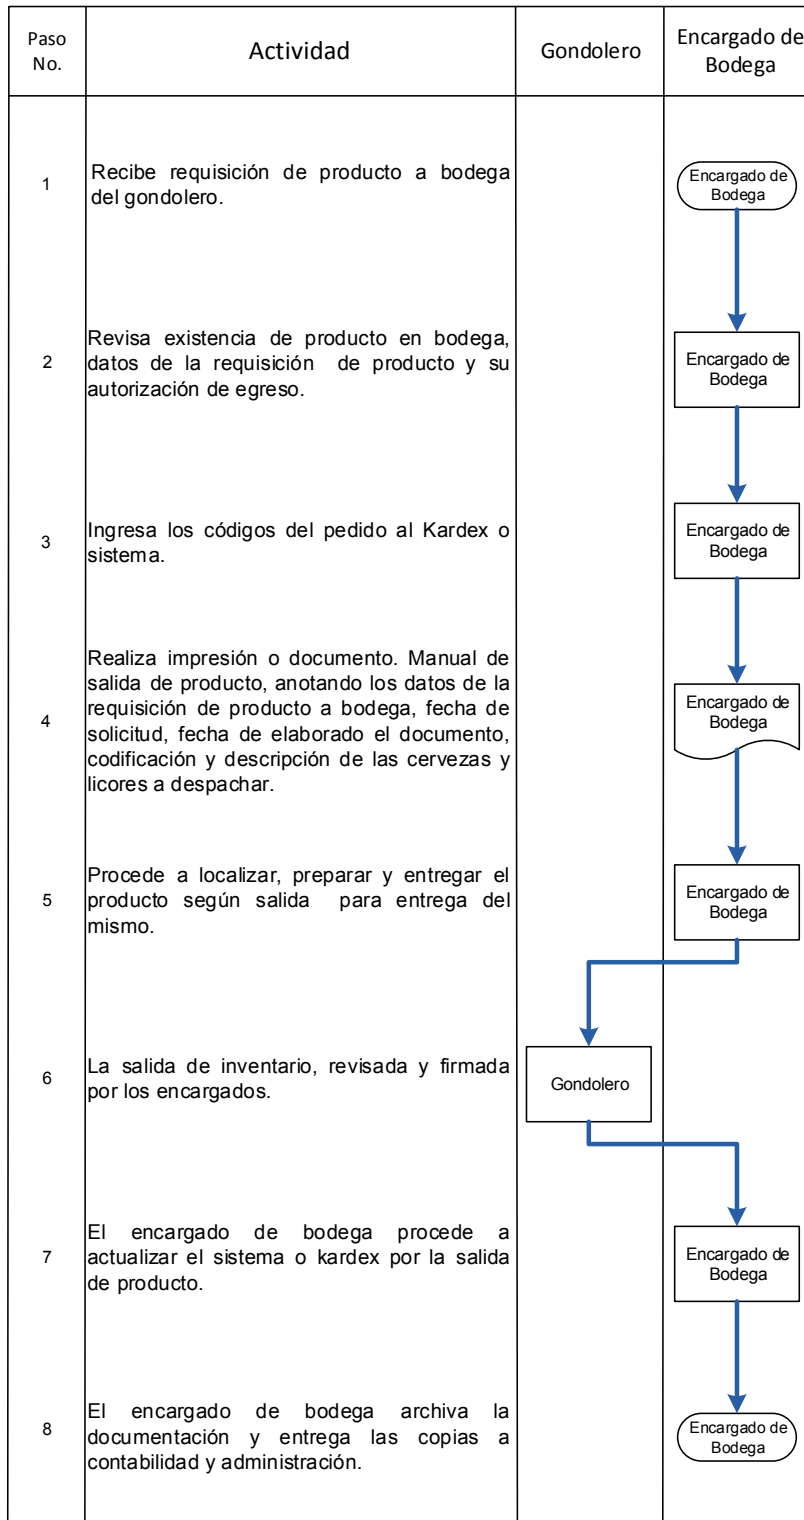 Paso
No.
Actividad
Gondolero
Encargado de
Bodega
1
Recibe requisición de producto a bodega
del gondolero.
Encargado de
Bodega
2
Revisa existencia de producto en bodega,
datos de la requisición de producto y su
autorización de egreso.
Encargado de
Bodega
3
Ingresa los códigos del pedido al Kardex o
sistema.
Encargado de
Bodega
4
Realiza impresión o documento. Manual de
salida de producto, anotando los datos de la
requisición de producto a bodega, fecha de
solicitud, fecha de elaborado el documento,
codificación y descripción de las cervezas y
licores a despachar.
Encargado de
Bodega
5
Procede a localizar, preparar y entregar el
producto según salida para entrega del
mismo.
Encargado de
Bodega
6
La salida de inventario, revisada y firmada
por los encargados.
Gondolero
7
El encargado de bodega procede a
actualizar el sistema o kardex por la salida
de producto.
Encargado de
Bodega
8
El encargado de bodega archiva la
documentación y entrega las copias a
contabilidad y administración.
Encargado de
Bodega